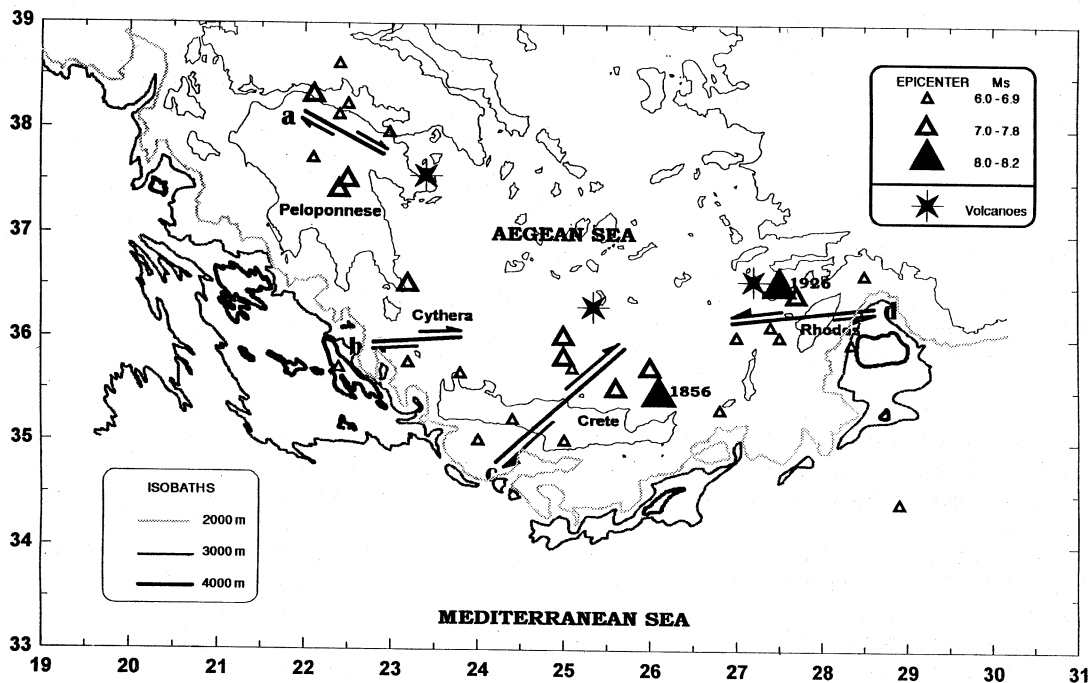 39
38
37
36
35
34
33
19
20
21
22
23
24
25
26
27
28
29
30
31
EPICENTER Ms
6.0 - 6.9
7.0 - 7.8
8.0 - 8.2
Volcanoes
a
Peloponnese
AEGEAN SEA
1926
Cythera
b
Rhodos
d
1856
Crete
c
ISOBATHS
2000 m
3000 m
4000 m
MEDITERRANEAN SEA